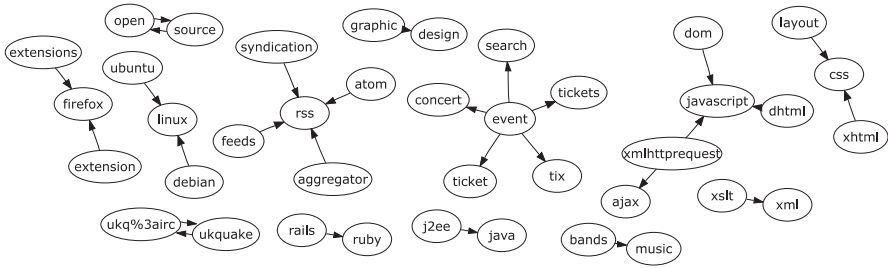 open
source
graphic
design
extensions
firefox
extension
ubuntu
linux
debian
syndication
atom
rss
feeds
aggregator
search
concert
tickets
event
ticket
tix
dom
javascript
dhtml
xmlhttprequest
ajax
layout
css
xhtml
xslt
xml
ukq%3airc
ukquake
rails
ruby
j2ee
java
bands
music